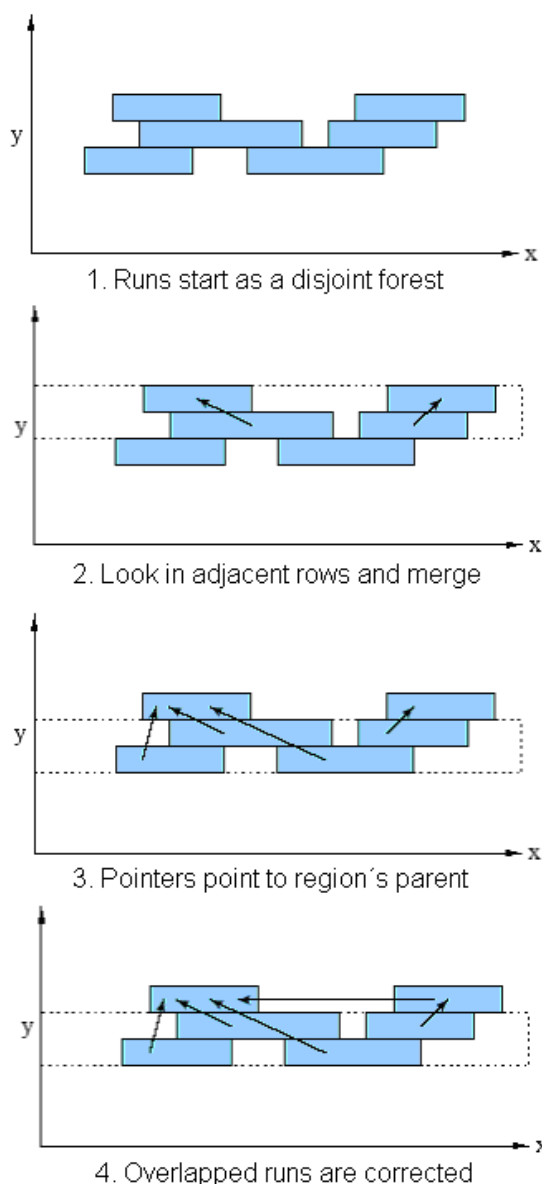 y
x
1. Runs start as a disjoint forest
y
x
2. Look in adjacent rows and merge
y
x
3. Pointers point to region´s parent
y
x
4. Overlapped runs are corrected